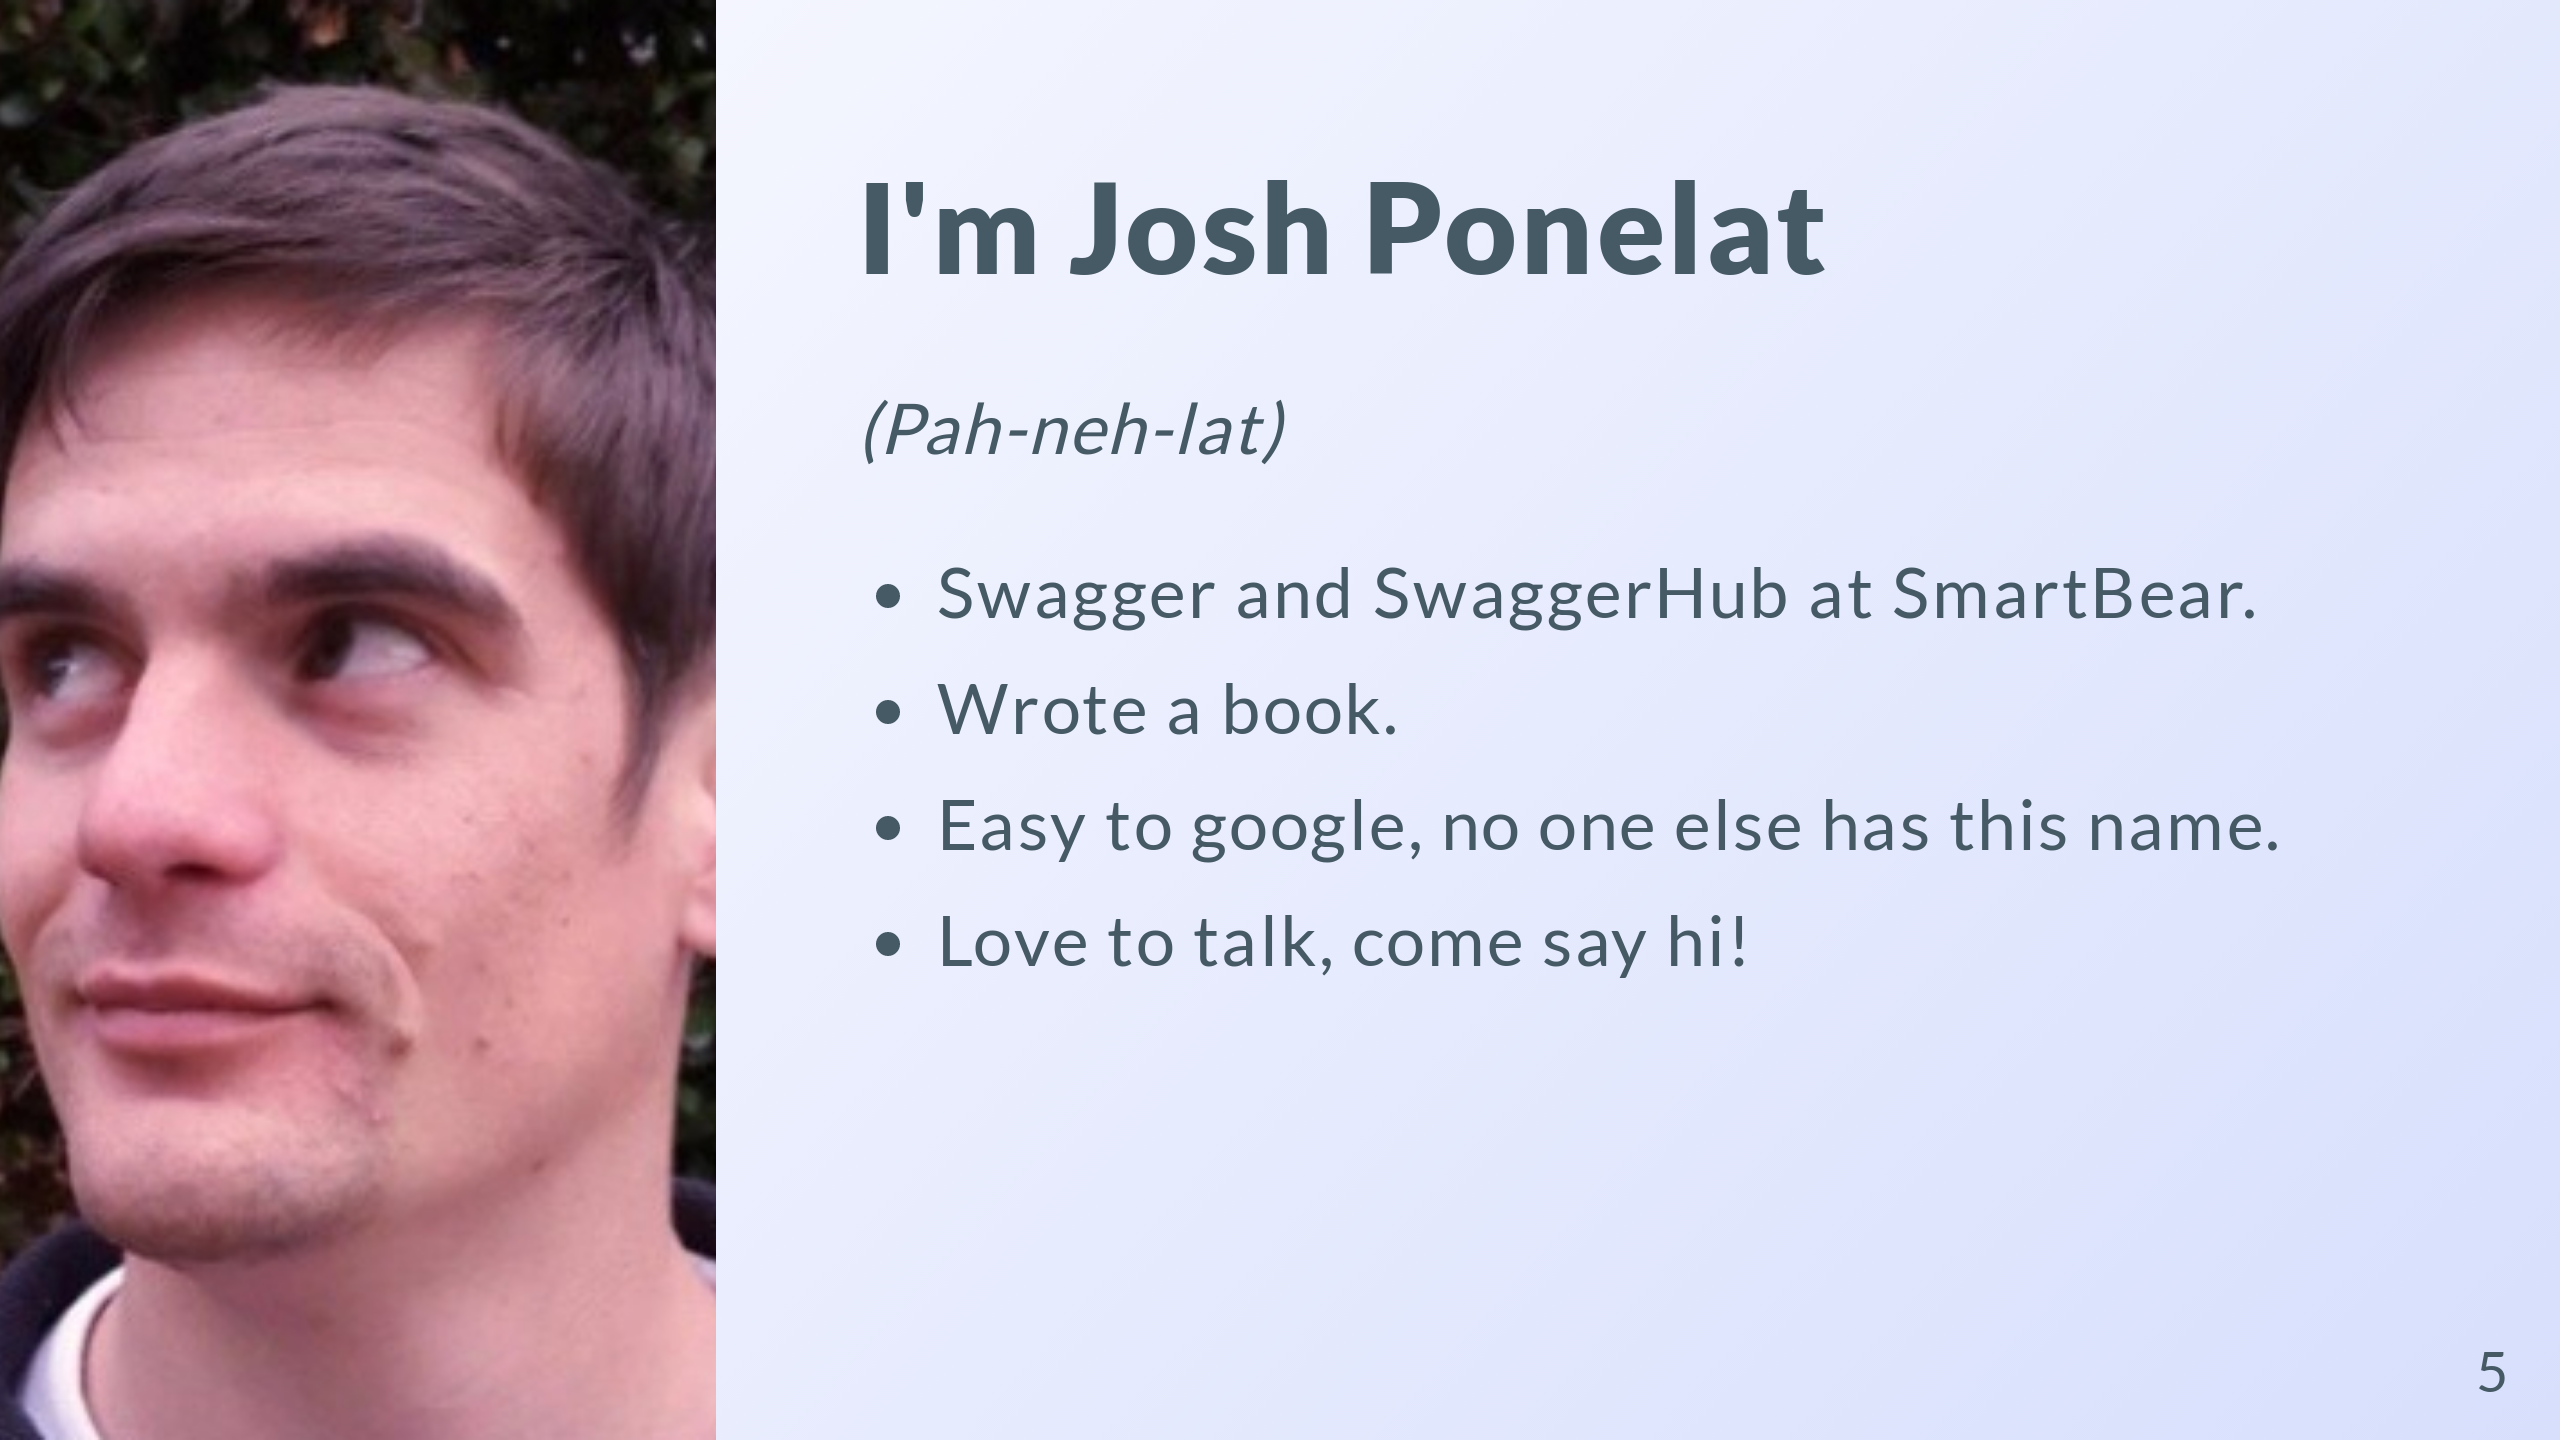 I'm Josh Ponelat
(Pah-neh-lat)
• Swagger and SwaggerHub at SmartBear.
• Wrote a book.
• Easy to google, no one else has this name.
• Love to talk, come say hi!
5